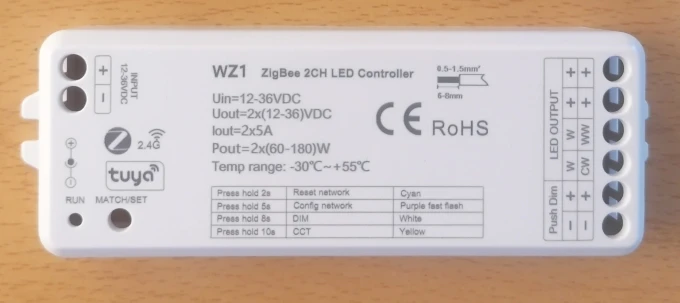 WZ1 ZigBee 2CH LED Controller
Uin=12-36VDC
Uout=2x(12-36)VDC
Iout=2x5A
Pout=2x(60-180)W
Temp range: -30℃~+55℃
0.5-1.5mm²
6-8mm
CE RoHS
Press hold 2s Reset network Cyan
Press hold 5s Config network Purple fast flash
Press hold 8s DIM White
Press hold 10s CCT Yellow
INPUT
12-36VDC
+
−
2.4G
tuya
+
−
RUN MATCH/SET
LED OUTPUT
+ +
+ +
W WW
W CW
Push Dim
+ +
− −